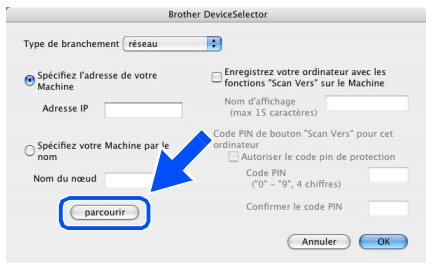 Brother DeviceSelector
Type de branchement réseau
Spécifiez l'adresse de votre
Machine
Adresse IP
Spécifiez votre Machine par le
nom
Nom du nœud
parcourir
Enregistrez votre ordinateur avec les
fonctions "Scan Vers" sur le Machine
Nom d'affichage
(max 15 caractères)
Code PIN de bouton "Scan Vers" pour cet
ordinateur
Autoriser le code pin de protection
Code PIN
("0" - "9", 4 chiffres)
Confirmer le code PIN
Annuler
OK